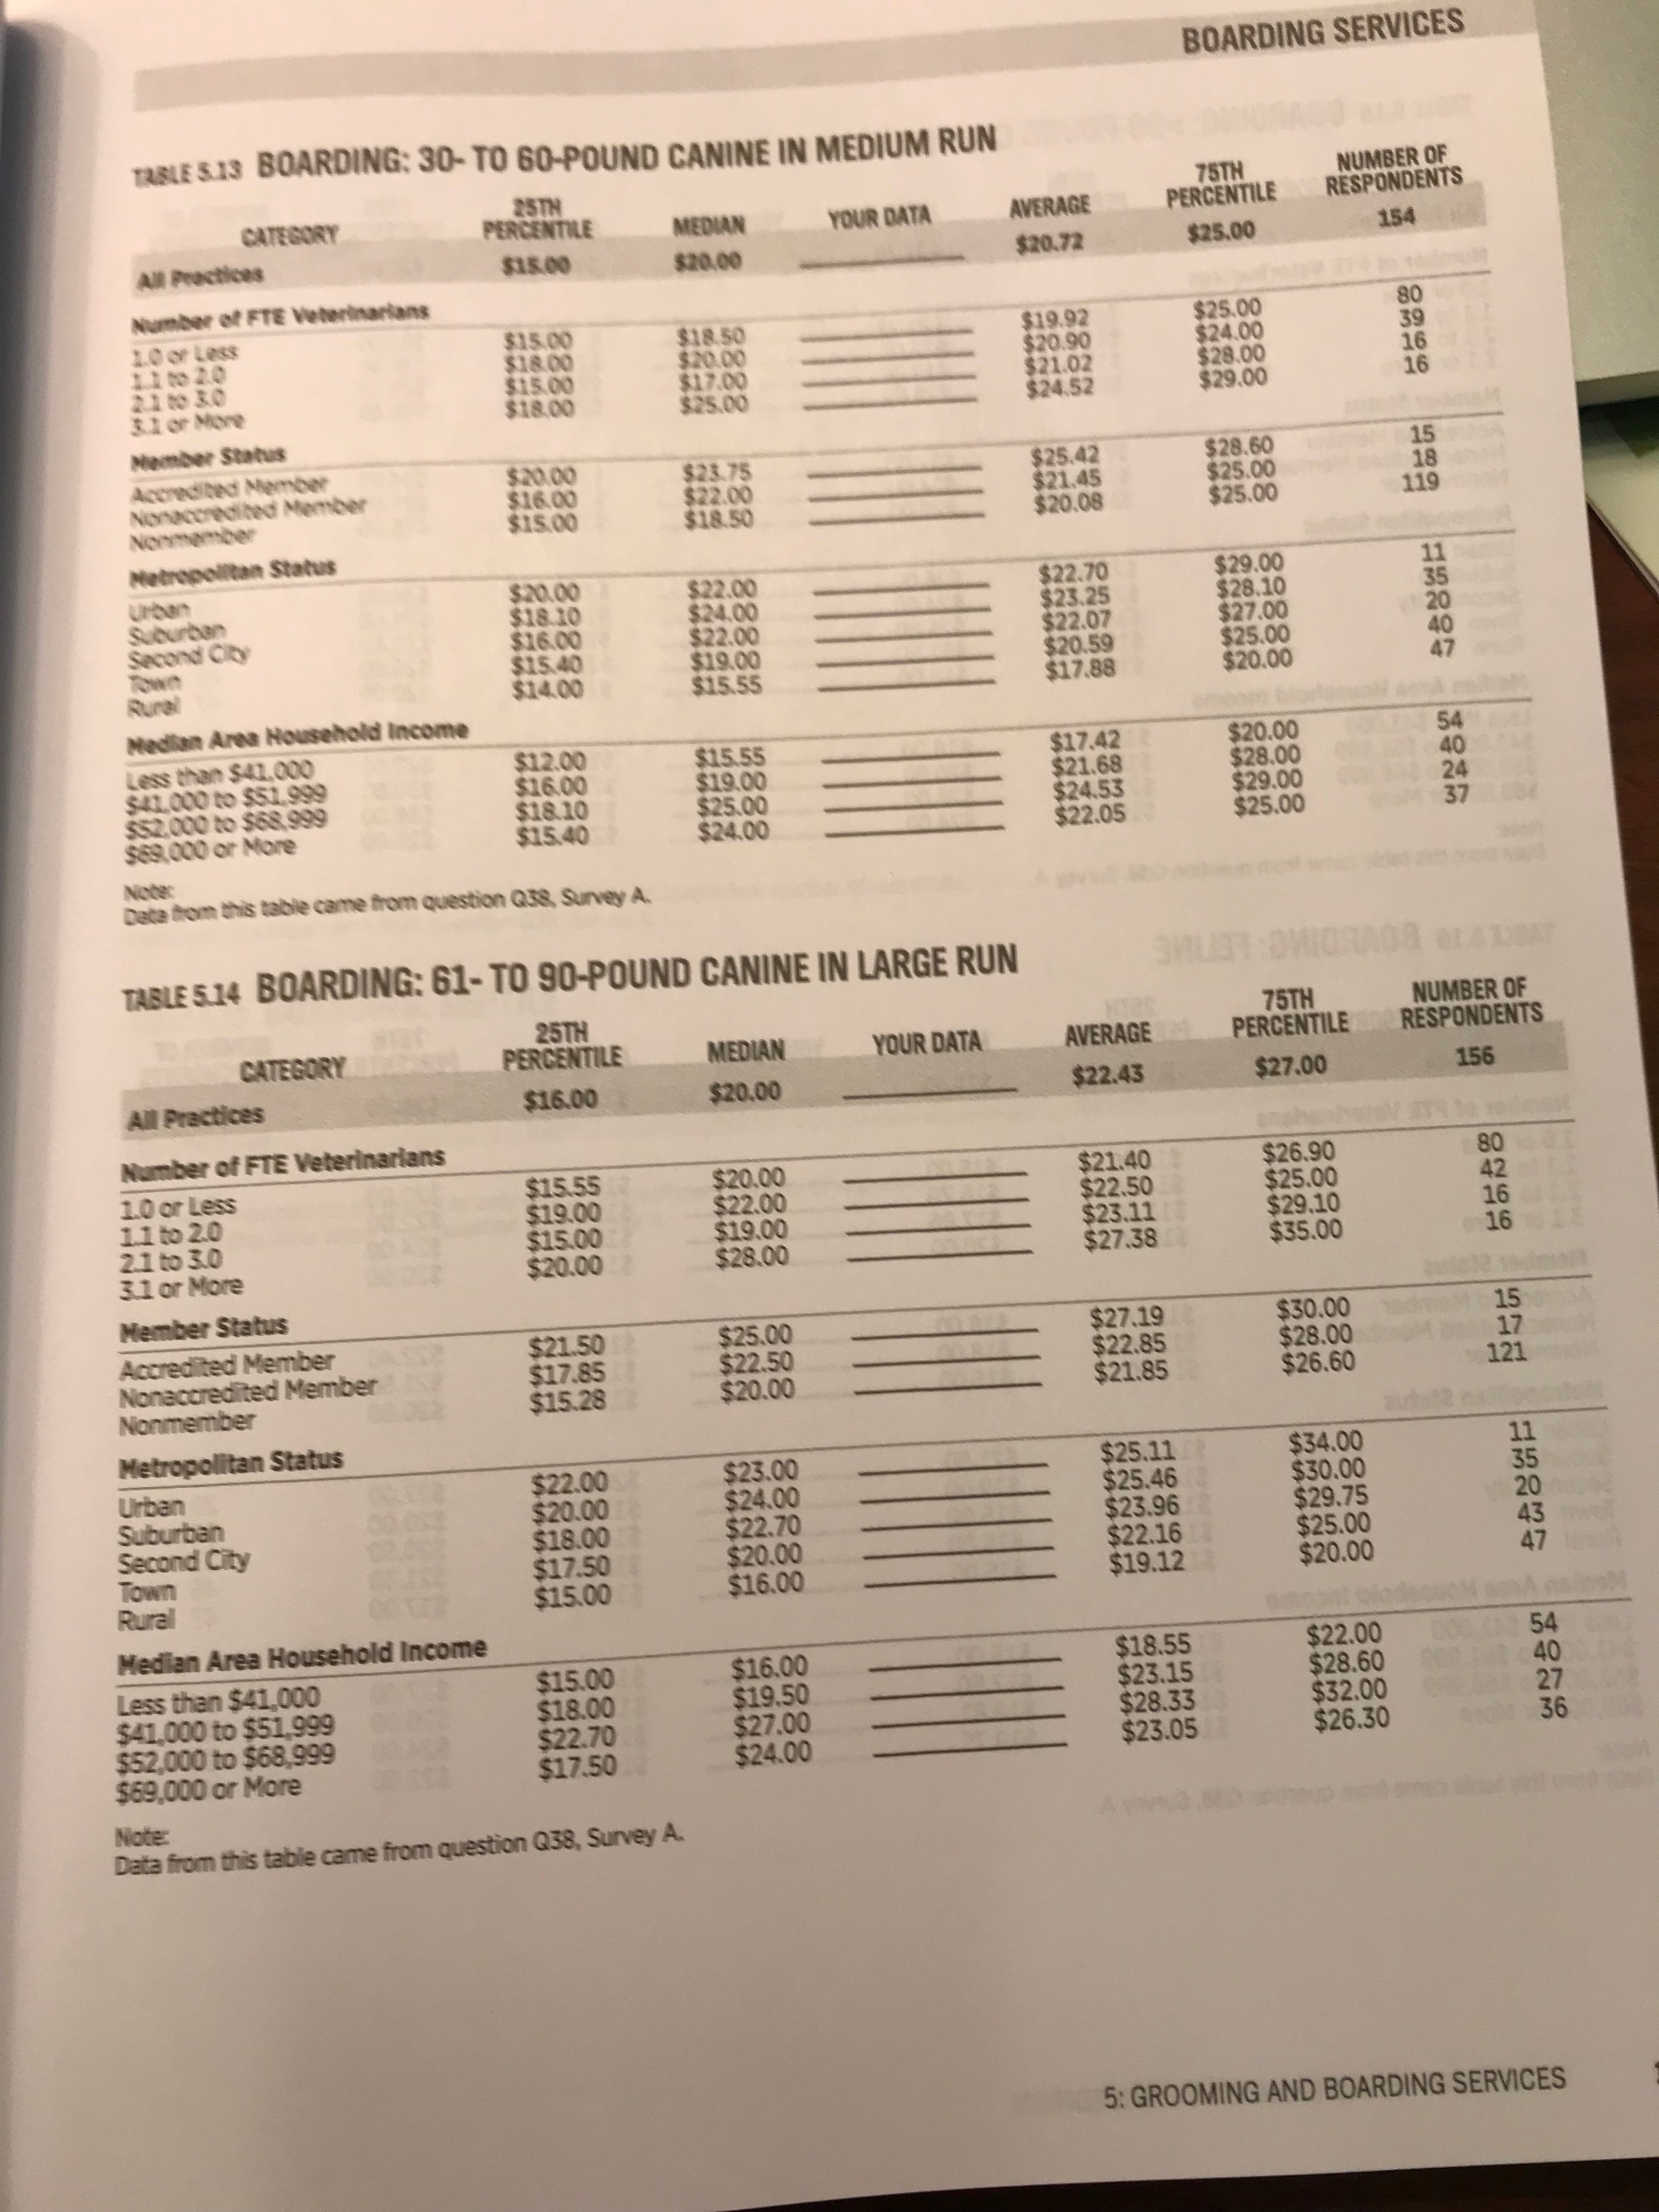 BOARDING SERVICES
TABLE 5.13 BOARDING: 30- TO 60-POUND CANINE IN MEDIUM RUN
CATEGORY 25TH PERCENTILE MEDIAN YOUR DATA AVERAGE 75TH PERCENTILE NUMBER OF RESPONDENTS
All Practices $15.00 $20.00 $20.72 $25.00 154
Number of FTE Veterinarians
1.0 or Less $15.00 $18.50 $19.92 $25.00 80
1.1 to 2.0 $18.00 $20.00 $20.90 $24.00 39
2.1 to 3.0 $15.00 $17.00 $21.02 $28.00 16
3.1 or More $18.00 $25.00 $24.52 $29.00 16
Member Status
Accredited Member $20.00 $23.75 $25.42 $28.60 15
Nonaccredited Member $16.00 $22.00 $21.45 $25.00 18
Nonmember $15.00 $18.50 $20.08 $25.00 119
Metropolitan Status
Urban $20.00 $22.00 $22.70 $29.00 11
Suburban $18.10 $24.00 $23.25 $28.10 35
Second City $16.00 $22.00 $22.07 $27.00 20
Town $15.40 $19.00 $20.59 $25.00 40
Rural $14.00 $15.55 $17.88 $20.00 47
Median Area Household Income
Less than $41,000 $12.00 $15.55 $17.42 $20.00 54
$41,000 to $51,999 $16.00 $19.00 $21.68 $28.00 40
$52,000 to $68,999 $18.10 $25.00 $24.53 $29.00 24
$69,000 or More $15.40 $24.00 $22.05 $25.00 37
Note:
Data from this table came from question Q38, Survey A.
TABLE 5.14 BOARDING: 61- TO 90-POUND CANINE IN LARGE RUN
CATEGORY 25TH PERCENTILE MEDIAN YOUR DATA AVERAGE 75TH PERCENTILE NUMBER OF RESPONDENTS
All Practices $16.00 $20.00 $22.43 $27.00 156
Number of FTE Veterinarians
1.0 or Less $15.55 $20.00 $21.40 $26.90 80
1.1 to 2.0 $19.00 $22.00 $22.50 $25.00 42
2.1 to 3.0 $15.00 $19.00 $23.11 $29.10 16
3.1 or More $20.00 $28.00 $27.38 $35.00 16
Member Status
Accredited Member $21.50 $25.00 $27.19 $30.00 15
Nonaccredited Member $17.85 $22.50 $22.85 $28.00 17
Nonmember $15.28 $20.00 $21.85 $26.60 121
Metropolitan Status
Urban $22.00 $23.00 $25.11 $34.00 11
Suburban $20.00 $24.00 $25.46 $30.00 35
Second City $18.00 $22.70 $23.96 $29.75 20
Town $17.50 $20.00 $22.16 $25.00 43
Rural $15.00 $16.00 $19.12 $20.00 47
Median Area Household Income
Less than $41,000 $15.00 $16.00 $18.55 $22.00 54
$41,000 to $51,999 $18.00 $19.50 $23.15 $28.60 40
$52,000 to $68,999 $22.70 $27.00 $28.33 $32.00 27
$69,000 or More $17.50 $24.00 $23.05 $26.30 36
Note:
Data from this table came from question Q38, Survey A.
5: GROOMING AND BOARDING SERVICES